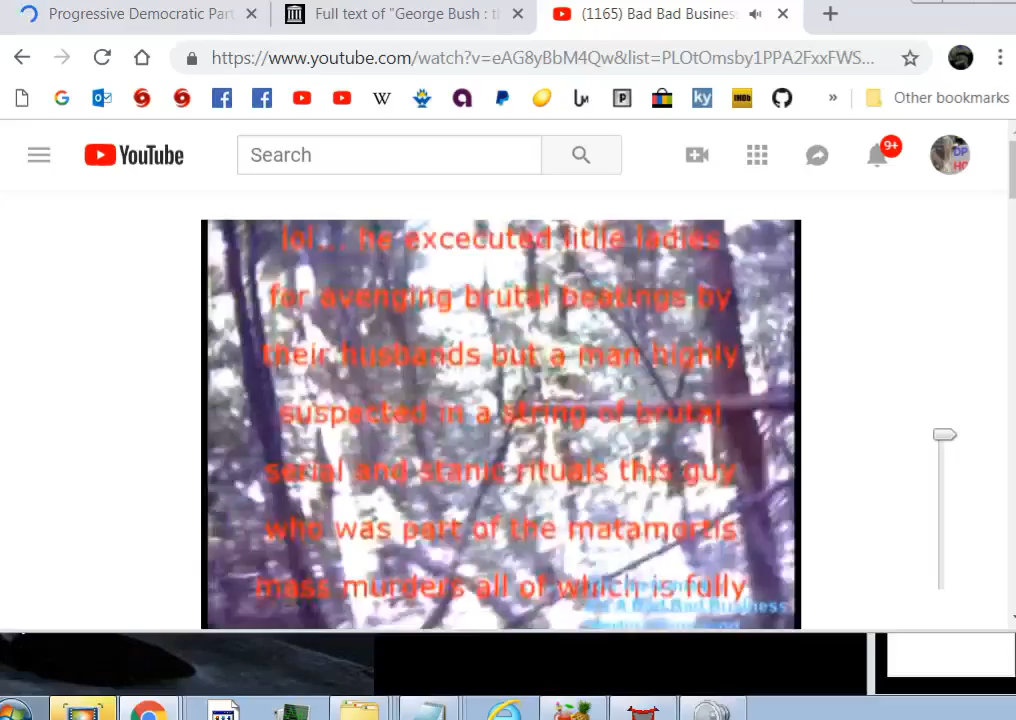 Progressive Democratic Part
Full text of "George Bush : th
(1165) Bad Bad Busines
https://www.youtube.com/watch?v=eAG8yBbM4Qw&list=PLOtOmsby1PPA2FxxFWS...
Other bookmarks
YouTube
Search
9+
lol... he excecuted litlle ladies
for avenging brutal beatings by
their husbands but a man highly
suspected in a string of brutal
serial and stanic rituals this guy
who was part of the matamortis
mass murders all of which is fully
A Bad Bad Business